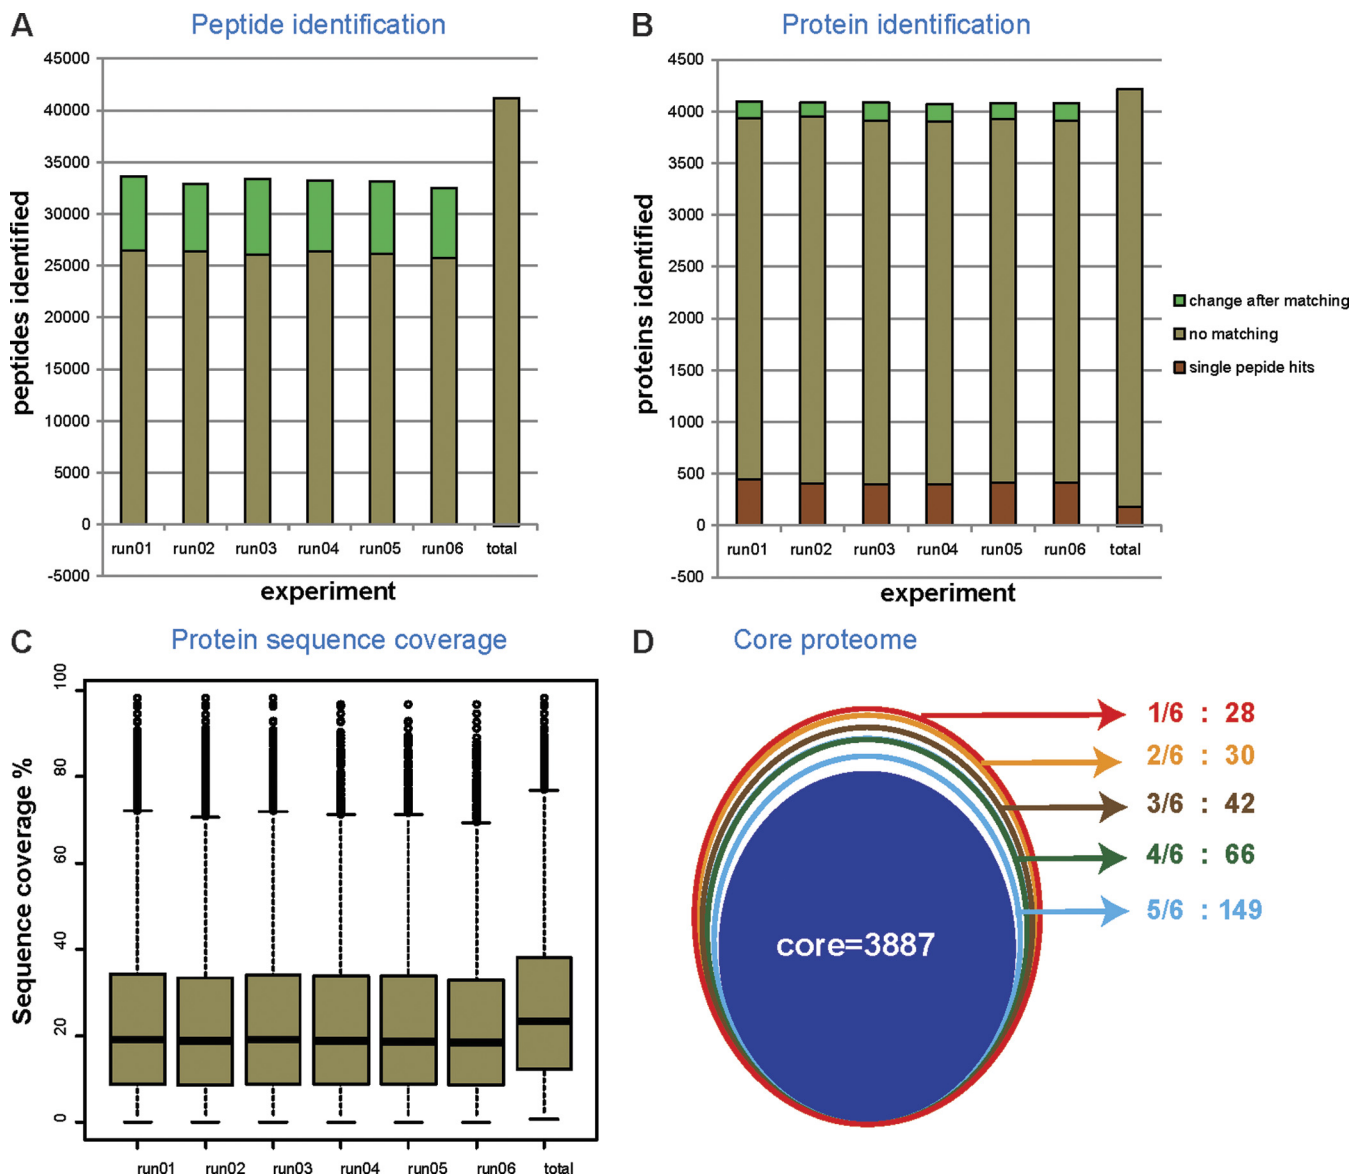 A Peptide identification
45000
40000
35000
30000
25000
20000
15000
10000
5000
0
-5000
peptides identified
run01 run02 run03 run04 run05 run06 total
experiment
B Protein identification
4500
4000
3500
3000
2500
2000
1500
1000
500
0
-500
proteins identified
run01 run02 run03 run04 run05 run06 total
experiment
change after matching
no matching
single pepide hits
C Protein sequence coverage
100
80
60
40
20
0
Sequence coverage %
run01 run02 run03 run04 run05 run06 total
D Core proteome
1/6 : 28
2/6 : 30
3/6 : 42
4/6 : 66
5/6 : 149
core=3887